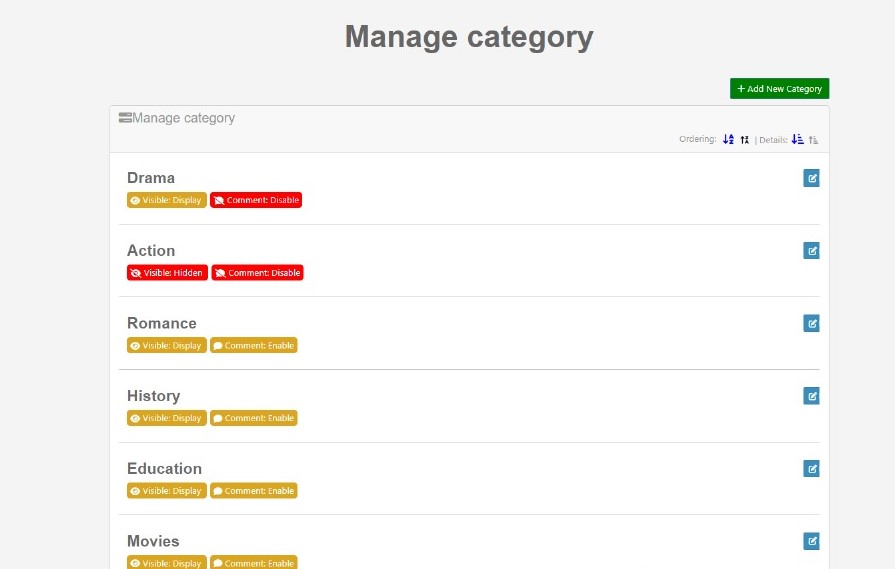 Manage category
+ Add New Category
Manage category
Ordering: | Details:
Drama
Visible: Display Comment: Disable
Action
Visible: Hidden Comment: Disable
Romance
Visible: Display Comment: Enable
History
Visible: Display Comment: Enable
Education
Visible: Display Comment: Enable
Movies
Visible: Display Comment: Enable